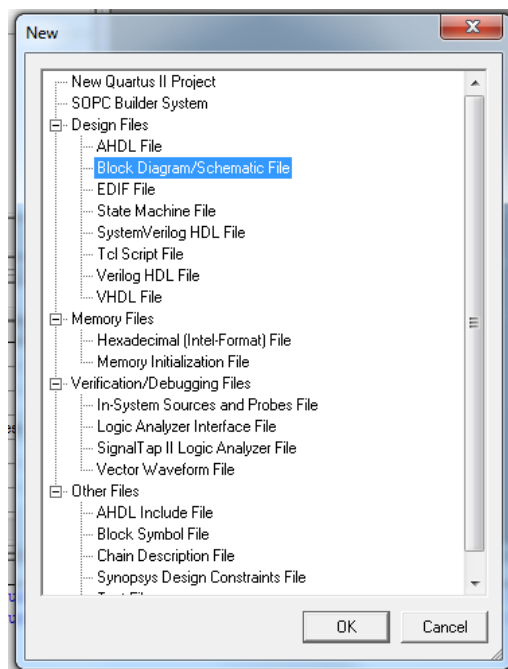 New
New Quartus II Project
SOPC Builder System
Design Files
AHDL File
Block Diagram/Schematic File
EDIF File
State Machine File
SystemVerilog HDL File
Tcl Script File
Verilog HDL File
VHDL File
Memory Files
Hexadecimal (Intel-Format) File
Memory Initialization File
Verification/Debugging Files
In-System Sources and Probes File
Logic Analyzer Interface File
SignalTap II Logic Analyzer File
Vector Waveform File
Other Files
AHDL Include File
Block Symbol File
Chain Description File
Synopsys Design Constraints File
OK Cancel